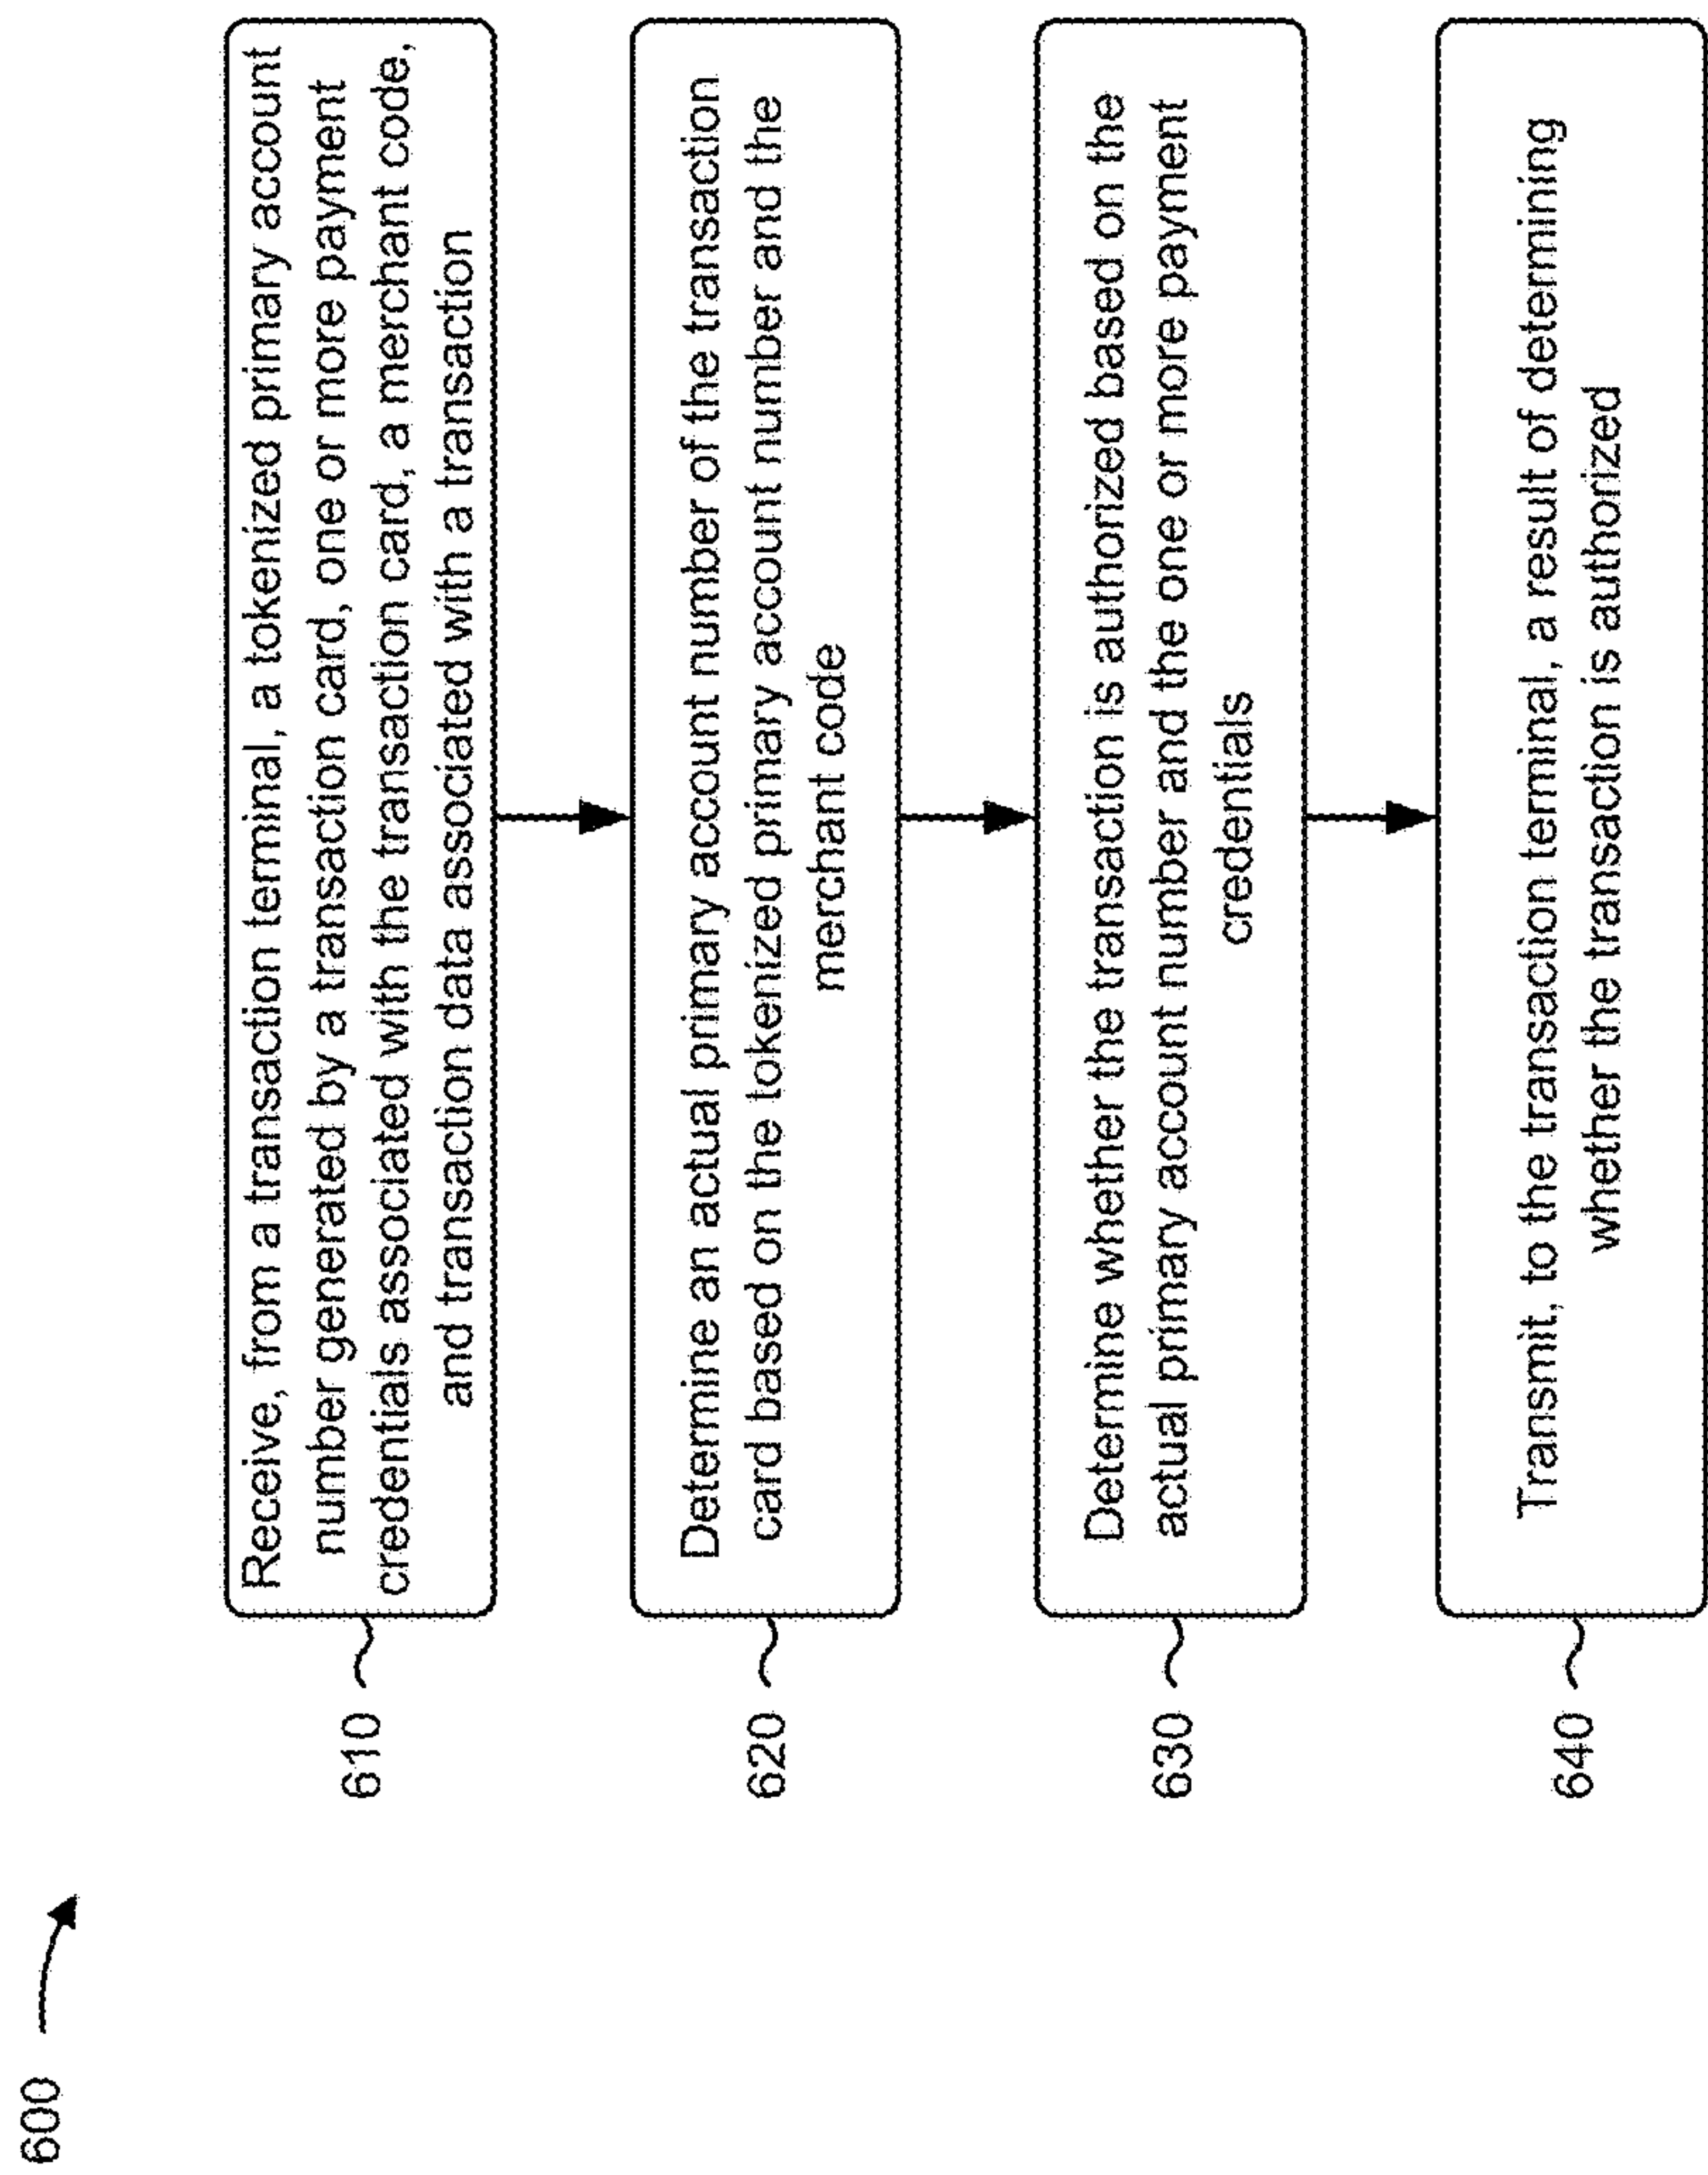 600
610
Receive, from a transaction terminal, a tokenized primary account
number generated by a transaction card, one or more payment
credentials associated with the transaction card, a merchant code,
and transaction data associated with a transaction
620
Determine an actual primary account number of the transaction
card based on the tokenized primary account number and the
merchant code
630
Determine whether the transaction is authorized based on the
actual primary account number and the one or more payment
credentials
640
Transmit, to the transaction terminal, a result of determining
whether the transaction is authorized